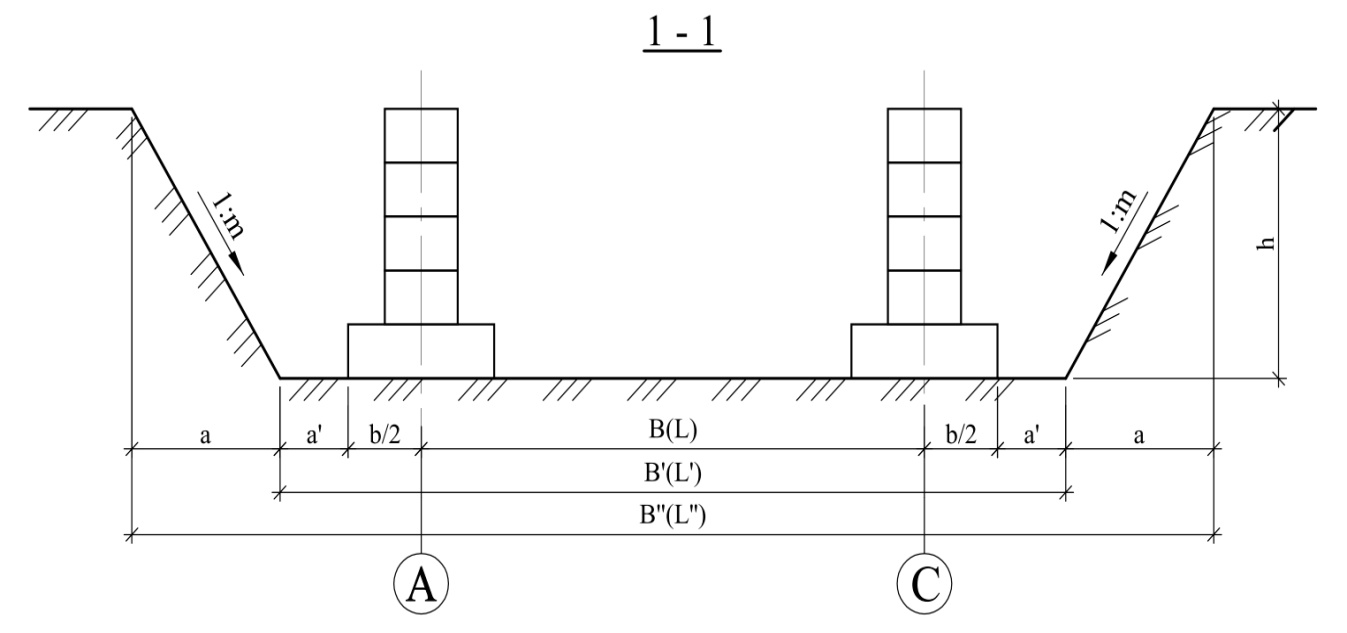 1 - 1
1:m
1:m
h
a a' b/2 B(L) b/2 a' a
B'(L')
B"(L")
A C